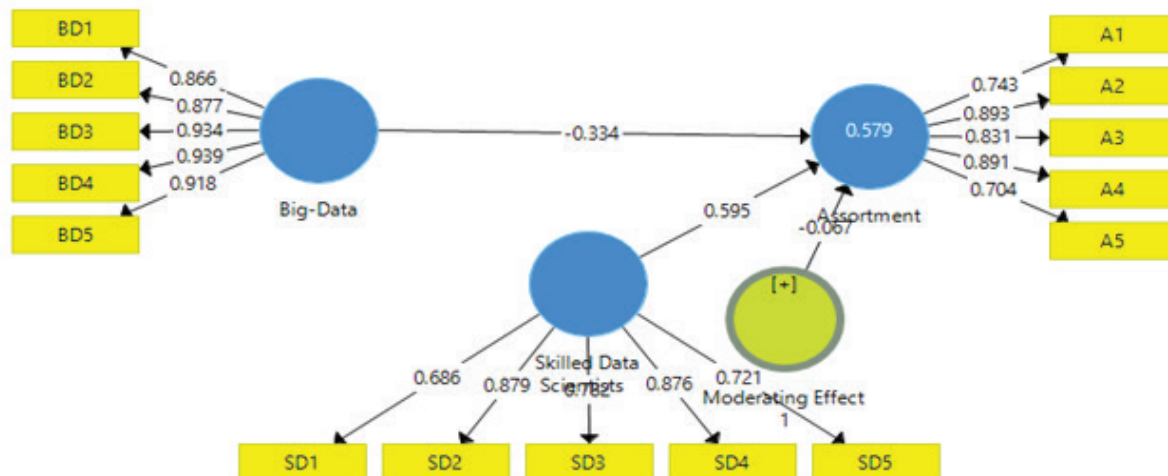 BD1
BD2
BD3
BD4
BD5
0.866
0.877
0.934
0.939
0.918
Big-Data
-0.334
0.579
Assortment
0.743
0.893
0.831
0.891
0.704
A1
A2
A3
A4
A5
0.595
-0.067
[+]
Moderating Effect
1
Skilled Data
Scientists
0.686
0.879
0.782
0.876
0.721
SD1
SD2
SD3
SD4
SD5